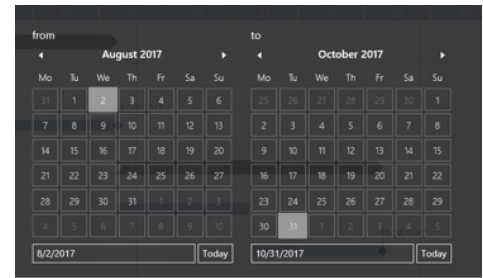 from
August 2017
Mo Tu We Th Fr Sa Su
31 1 2 3 4 5 6
7 8 9 10 11 12 13
14 15 16 17 18 19 20
21 22 23 24 25 26 27
28 29 30 31 1 2 3
4 5 6 7 8 9 10
8/2/2017 Today
to
October 2017
Mo Tu We Th Fr Sa Su
25 26 27 28 29 30 1
2 3 4 5 6 7 8
9 10 11 12 13 14 15
16 17 18 19 20 21 22
23 24 25 26 27 28 29
30 31 1 2 3 4 5
10/31/2017 Today